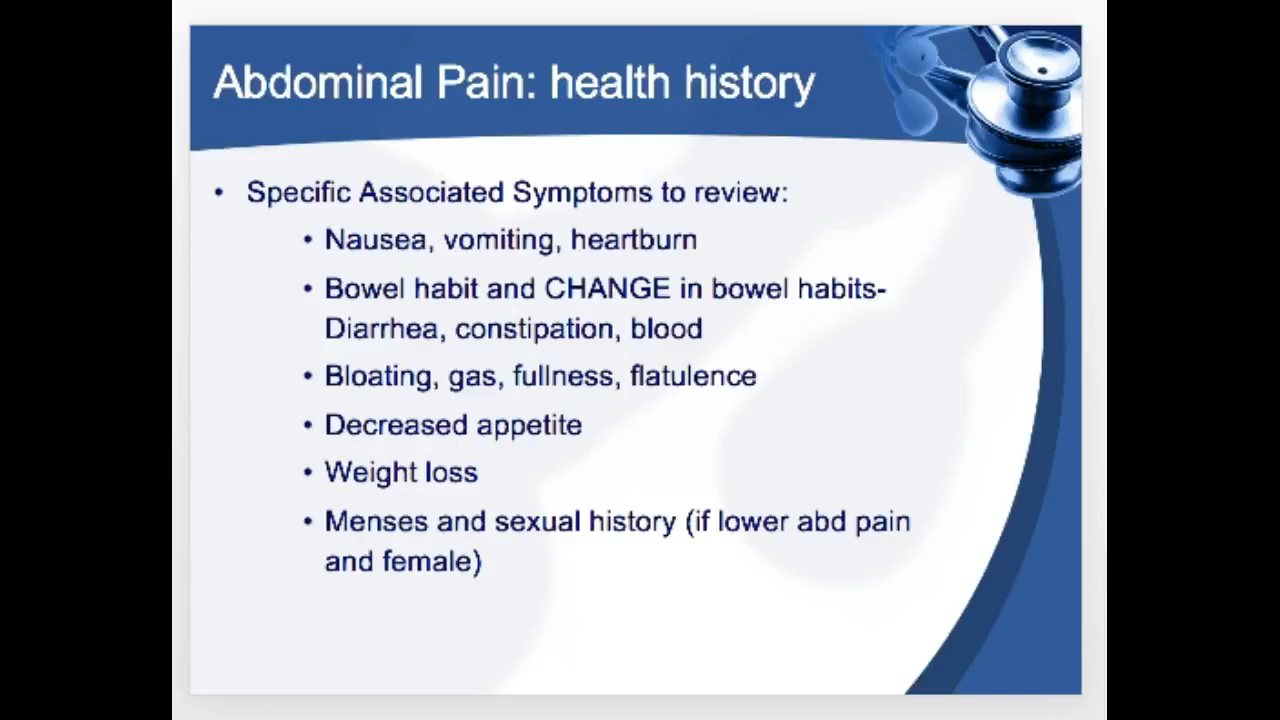 Abdominal Pain: health history
• Specific Associated Symptoms to review:
• Nausea, vomiting, heartburn
• Bowel habit and CHANGE in bowel habits-
Diarrhea, constipation, blood
• Bloating, gas, fullness, flatulence
• Decreased appetite
• Weight loss
• Menses and sexual history (if lower abd pain
and female)